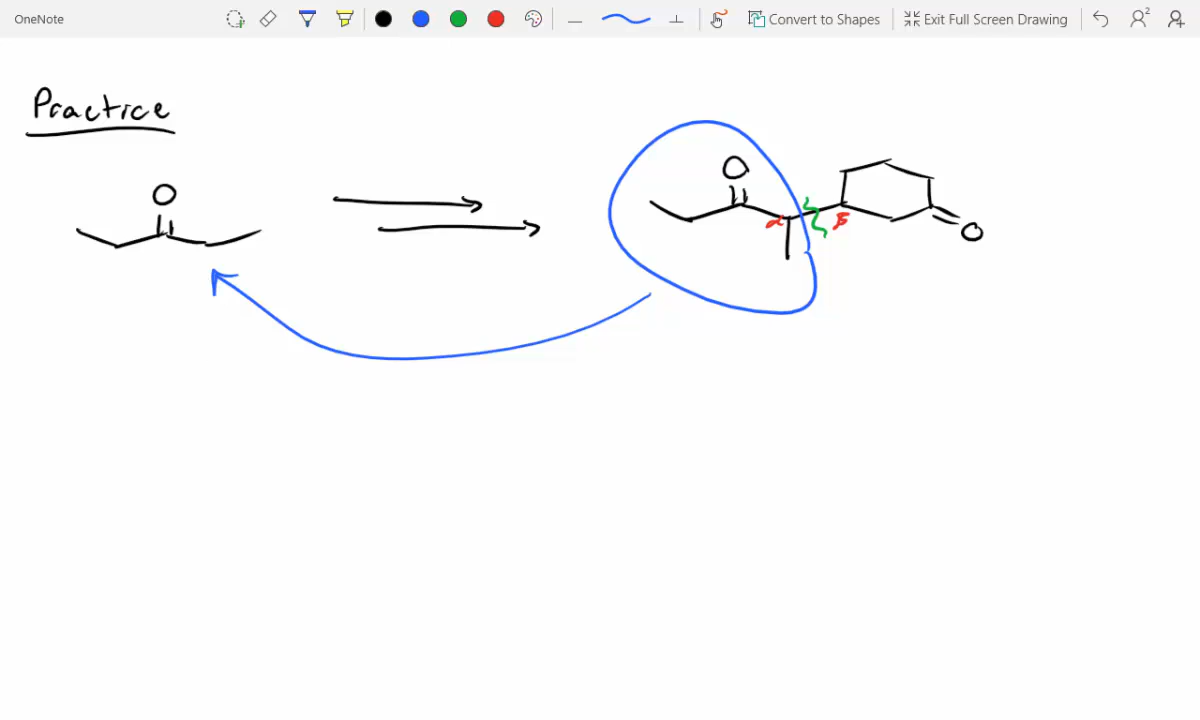 OneNote
Convert to Shapes
Exit Full Screen Drawing
Practice
O
O
α
β
O